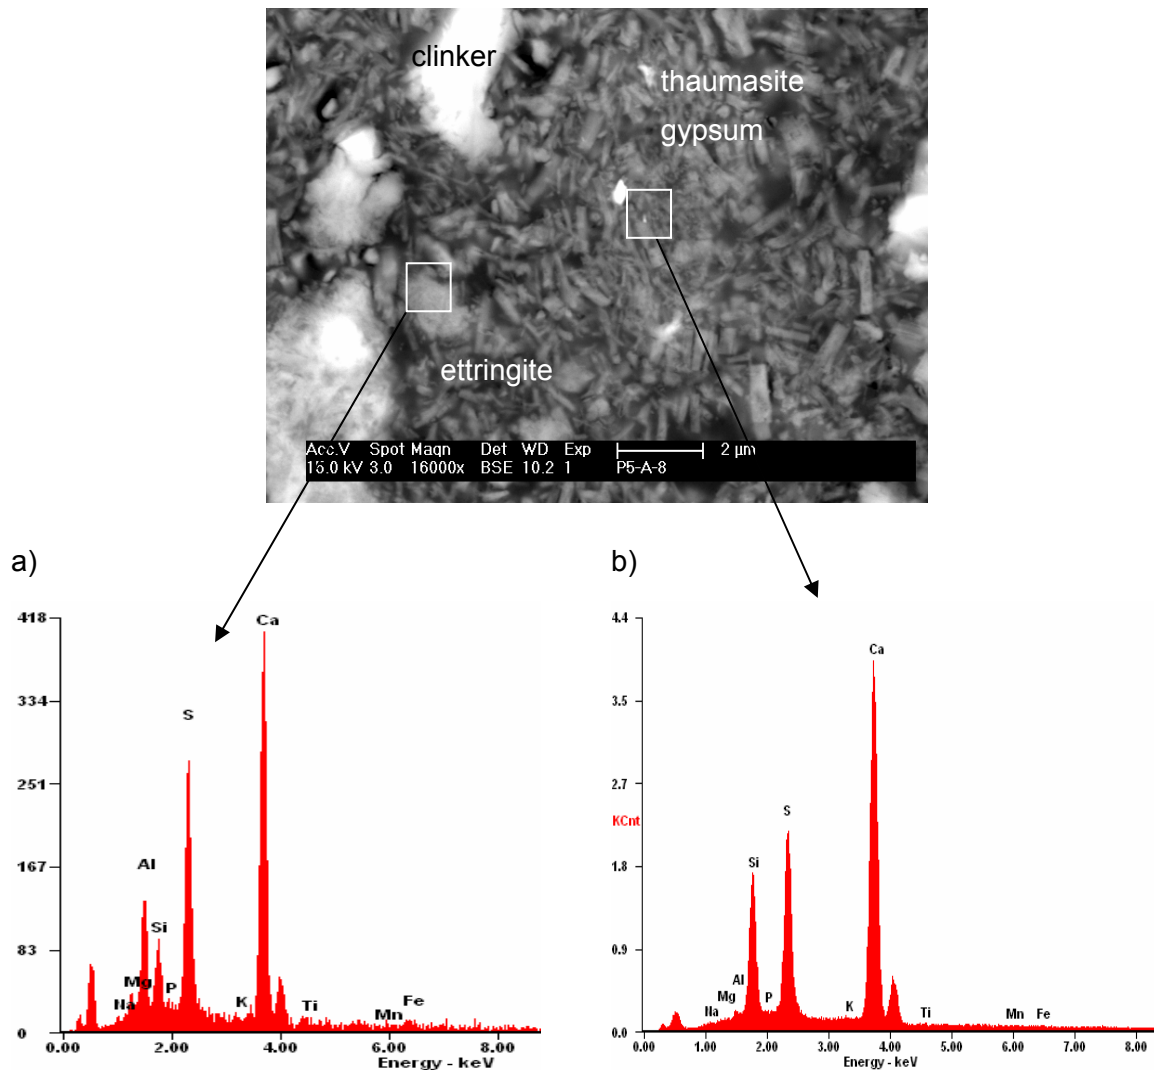 clinker
thaumasite
gypsum
ettringite
Acc.V Spot Magn Det WD Exp 2 µm
15.0 kV 3.0 16000x BSE 10.2 1 P5-A-8
a)
b)
418
334
251
167
83
0
Ca
S
Al
Si
Mg
Na
P
K
Ti
Mn
Fe
0.00 2.00 4.00 6.00 8.00
Energy - keV
4.4
3.5
2.7
KCnt
1.8
0.9
0.0
Ca
S
Si
Al
Mg
Na
P
K
Ti
Mn
Fe
0.00 1.00 2.00 3.00 4.00 5.00 6.00 7.00 8.00
Energy - keV